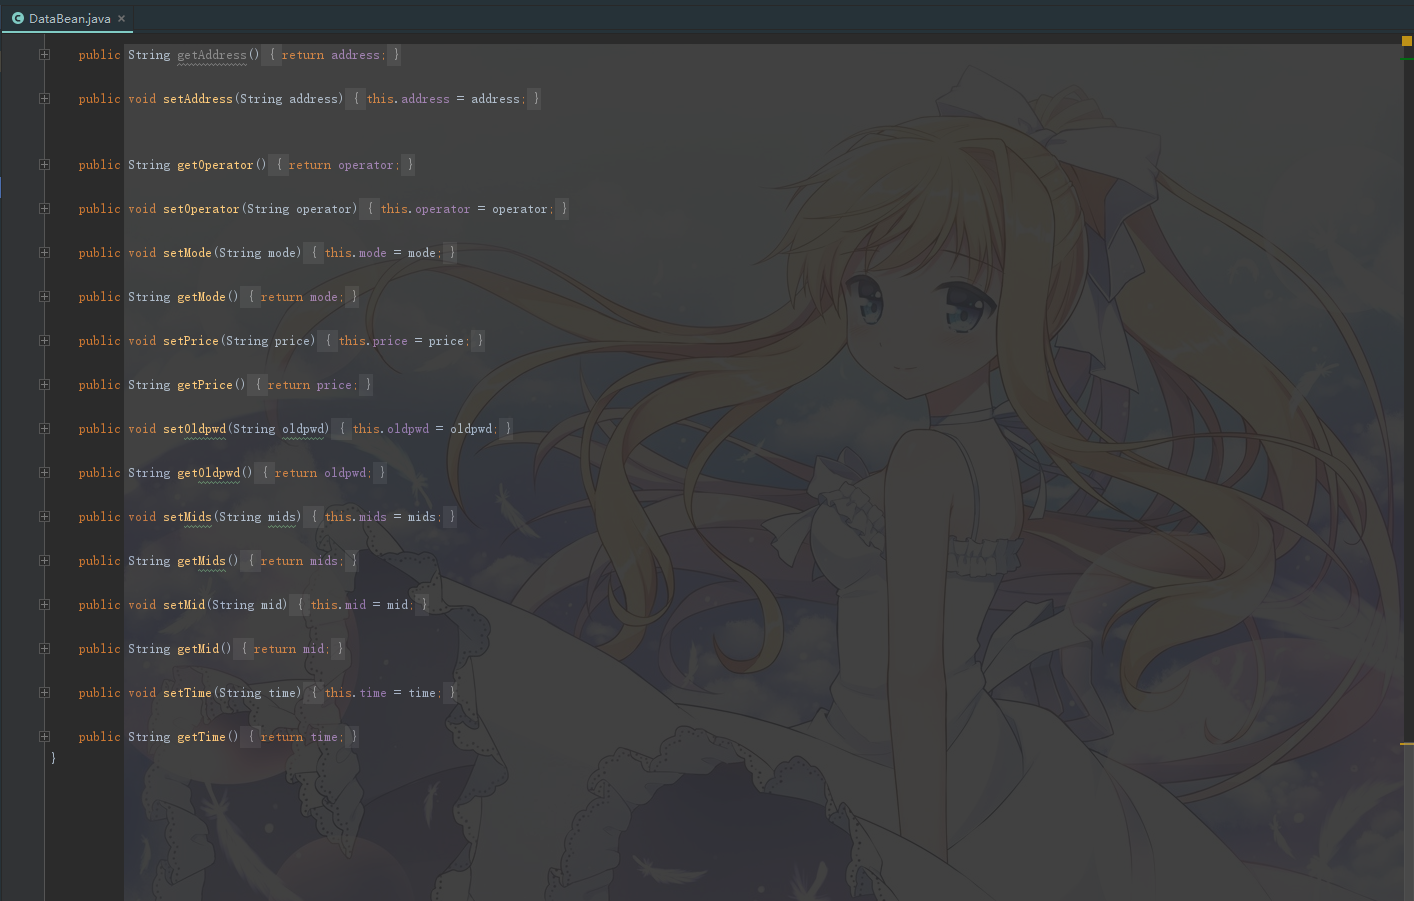 DataBean.java
public String getAddress() { return address; }
public void setAddress(String address) { this.address = address; }
public String getOperator() { return operator; }
public void setOperator(String operator) { this.operator = operator; }
public void setMode(String mode) { this.mode = mode; }
public String getMode() { return mode; }
public void setPrice(String price) { this.price = price; }
public String getPrice() { return price; }
public void setOldpwd(String oldpwd) { this.oldpwd = oldpwd; }
public String getOldpwd() { return oldpwd; }
public void setMids(String mids) { this.mids = mids; }
public String getMids() { return mids; }
public void setMid(String mid) { this.mid = mid; }
public String getMid() { return mid; }
public void setTime(String time) { this.time = time; }
public String getTime() { return time; }
}